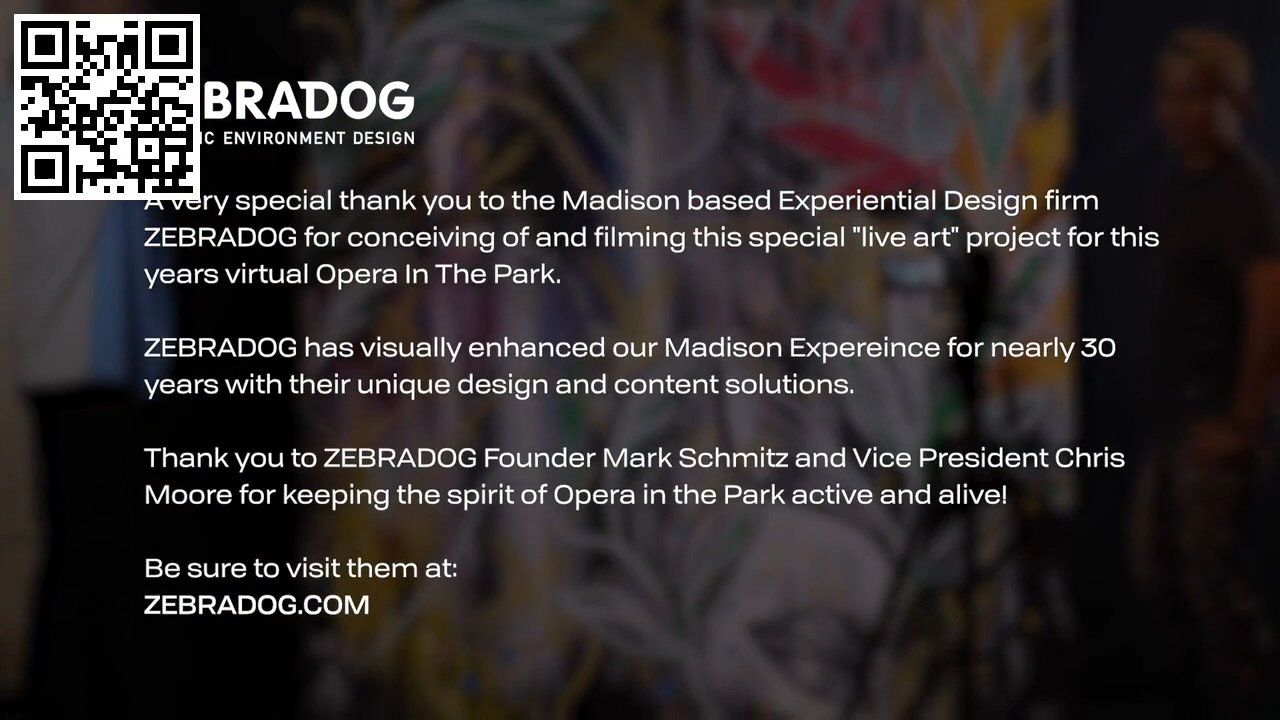 BRADOG
IC ENVIRONMENT DESIGN
A very special thank you to the Madison based Experiential Design firm
ZEBRADOG for conceiving of and filming this special "live art" project for this
years virtual Opera In The Park.
ZEBRADOG has visually enhanced our Madison Expereince for nearly 30
years with their unique design and content solutions.
Thank you to ZEBRADOG Founder Mark Schmitz and Vice President Chris
Moore for keeping the spirit of Opera in the Park active and alive!
Be sure to visit them at:
ZEBRADOG.COM